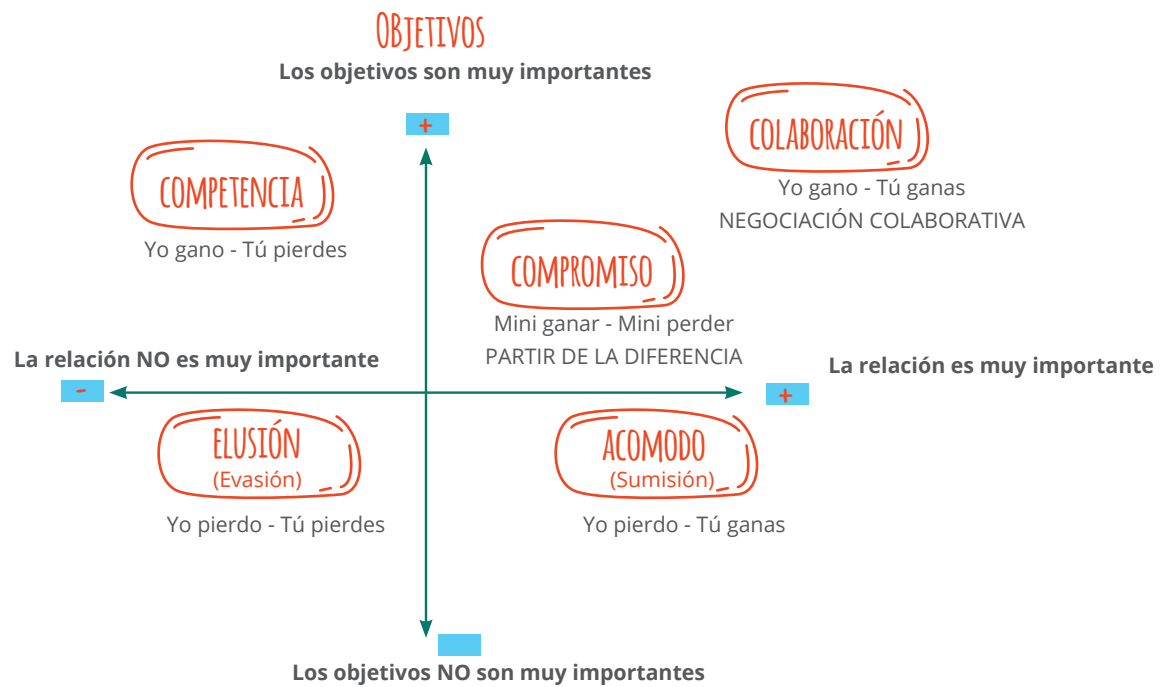 OBJETIVOS
Los objetivos son muy importantes
+
COLABORACIÓN
Yo gano - Tú ganas
NEGOCIACIÓN COLABORATIVA
COMPETENCIA
Yo gano - Tú pierdes
COMPROMISO
Mini ganar - Mini perder
PARTIR DE LA DIFERENCIA
La relación NO es muy importante
-
La relación es muy importante
+
ELUSIÓN
(Evasión)
Yo pierdo - Tú pierdes
ACOMODO
(Sumisión)
Yo pierdo - Tú ganas
Los objetivos NO son muy importantes